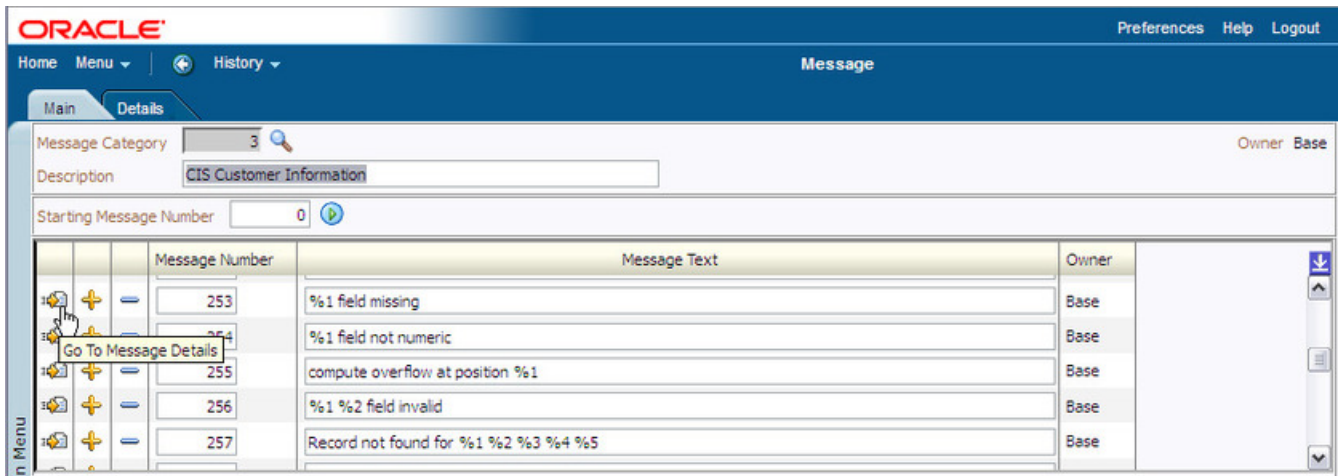 ORACLE
Preferences Help Logout
Home Menu History Message
Main Details
Message Category 3 Owner Base
Description CIS Customer Information
Starting Message Number 0
Message Number Message Text Owner
253 %1 field missing Base
254 %1 field not numeric Base
Go To Message Details
255 compute overflow at position %1 Base
256 %1 %2 field invalid Base
257 Record not found for %1 %2 %3 %4 %5 Base
Menu